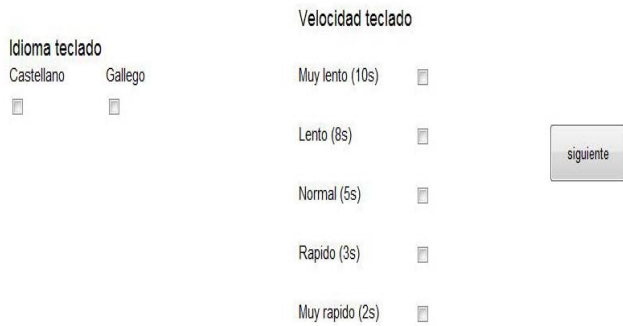 Idioma teclado
Castellano Gallego
Velocidad teclado
Muy lento (10s)
Lento (8s)
Normal (5s)
Rapido (3s)
Muy rapido (2s)
siguiente